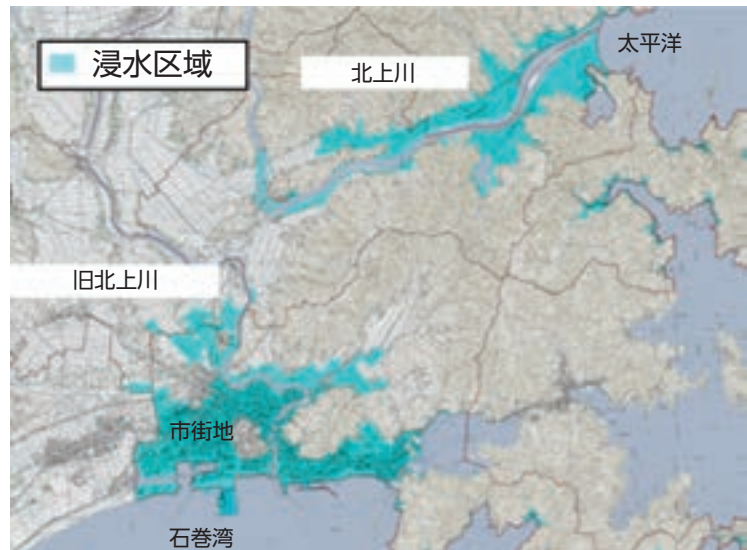 浸水区域
太平洋
北上川
旧北上川
市街地
石巻湾